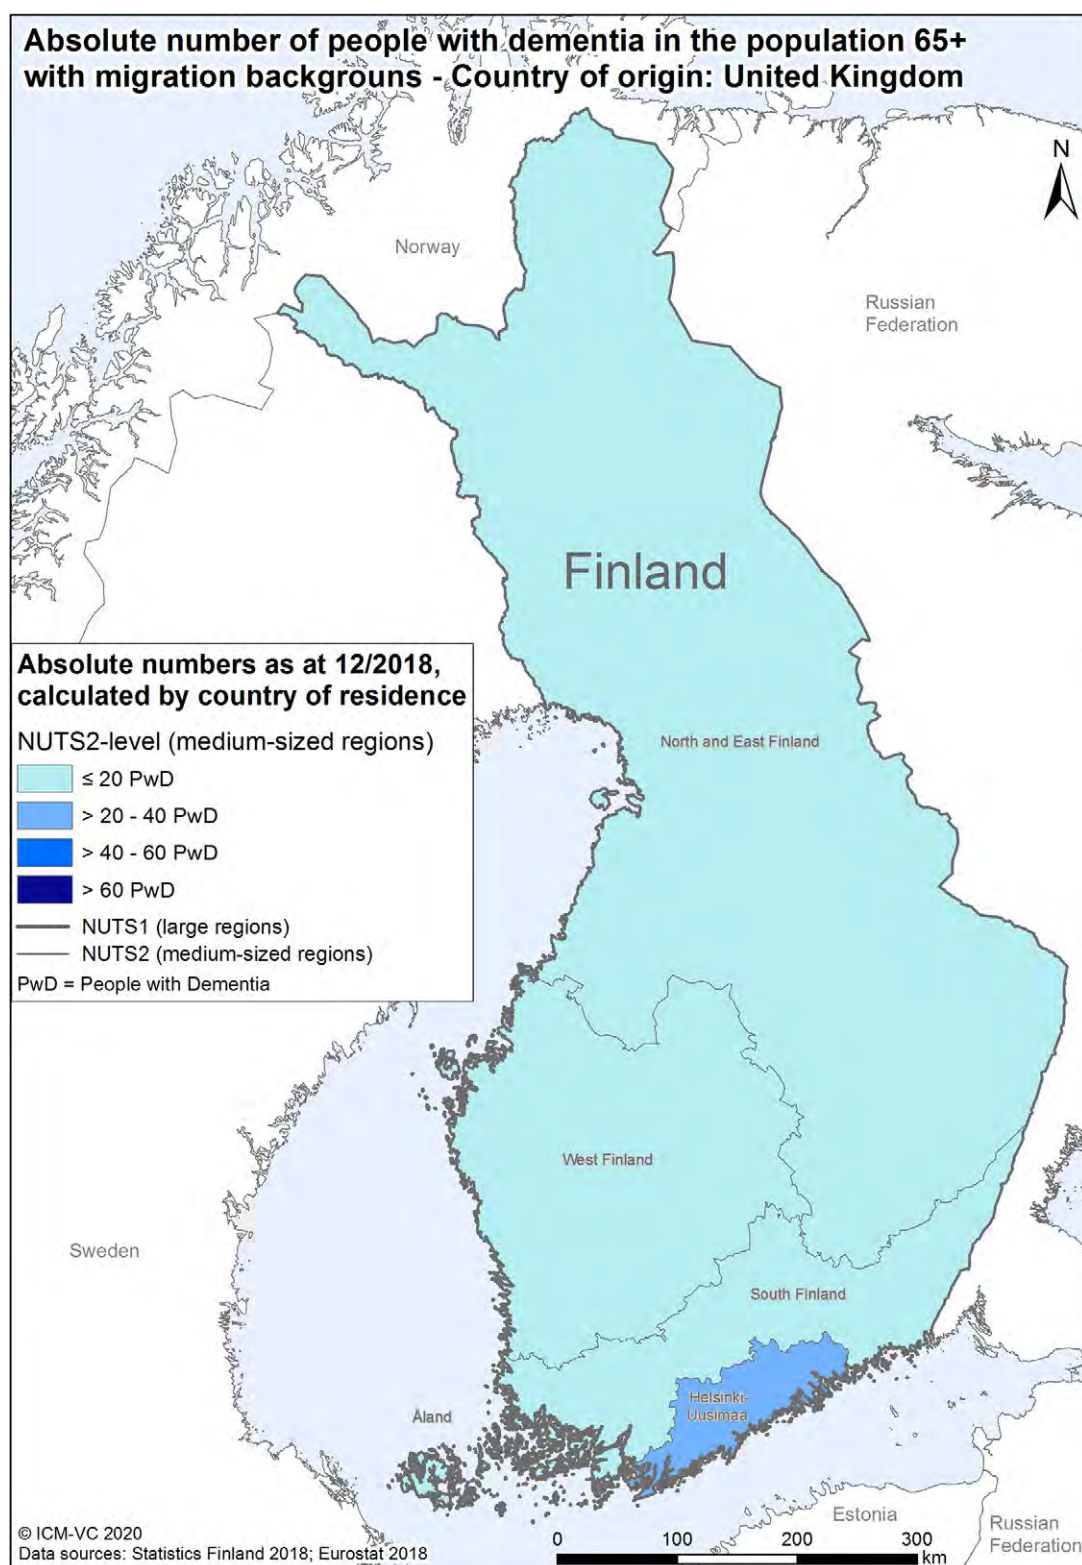 Absolute number of people with dementia in the population 65+
with migration backgrouns - Country of origin: United Kingdom
N
Norway
Russian
Federation
Finland
Absolute numbers as at 12/2018,
calculated by country of residence
NUTS2-level (medium-sized regions)
≤ 20 PwD
> 20 - 40 PwD
> 40 - 60 PwD
> 60 PwD
NUTS1 (large regions)
NUTS2 (medium-sized regions)
PwD = People with Dementia
North and East Finland
West Finland
Sweden
South Finland
Helsinki-
Uusimaa
Åland
Estonia
Russian
Federation
© ICM-VC 2020
Data sources: Statistics Finland 2018; Eurostat 2018
0 100 200 300
km